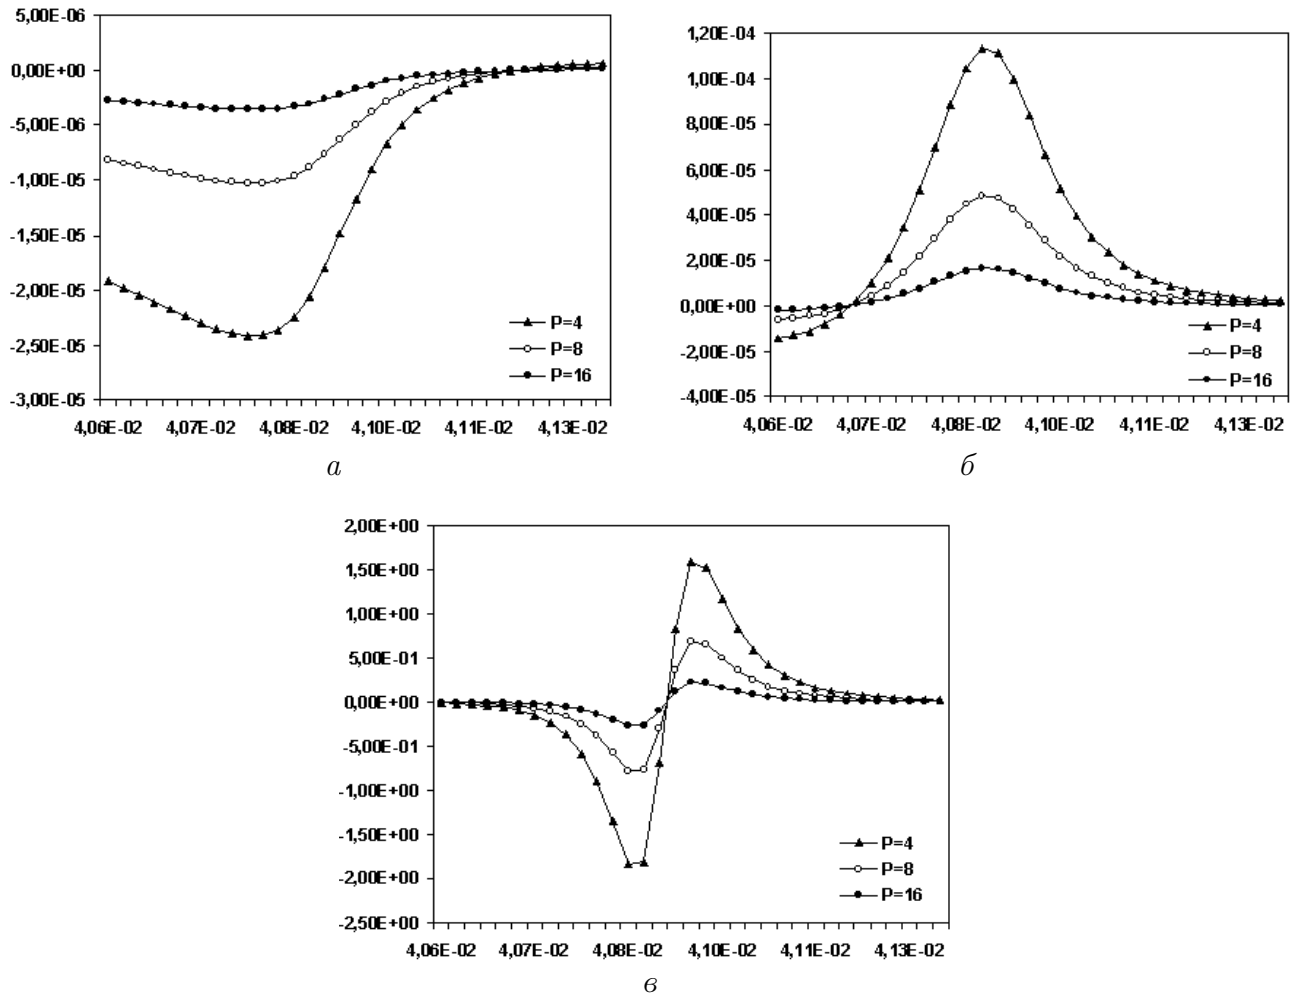 5,00E-06
0,00E+00
-5,00E-06
-1,00E-05
-1,50E-05
-2,00E-05
-2,50E-05
-3,00E-05
P=4
P=8
P=16
4,06E-02 4,07E-02 4,08E-02 4,10E-02 4,11E-02 4,13E-02
а
1,20E-04
1,00E-04
8,00E-05
6,00E-05
4,00E-05
2,00E-05
0,00E+00
-2,00E-05
-4,00E-05
P=4
P=8
P=16
4,06E-02 4,07E-02 4,08E-02 4,10E-02 4,11E-02 4,13E-02
б
2,00E+00
1,50E+00
1,00E+00
5,00E-01
0,00E+00
-5,00E-01
-1,00E+00
-1,50E+00
-2,00E+00
-2,50E+00
P=4
P=8
P=16
4,06E-02 4,07E-02 4,08E-02 4,10E-02 4,11E-02 4,13E-02
в